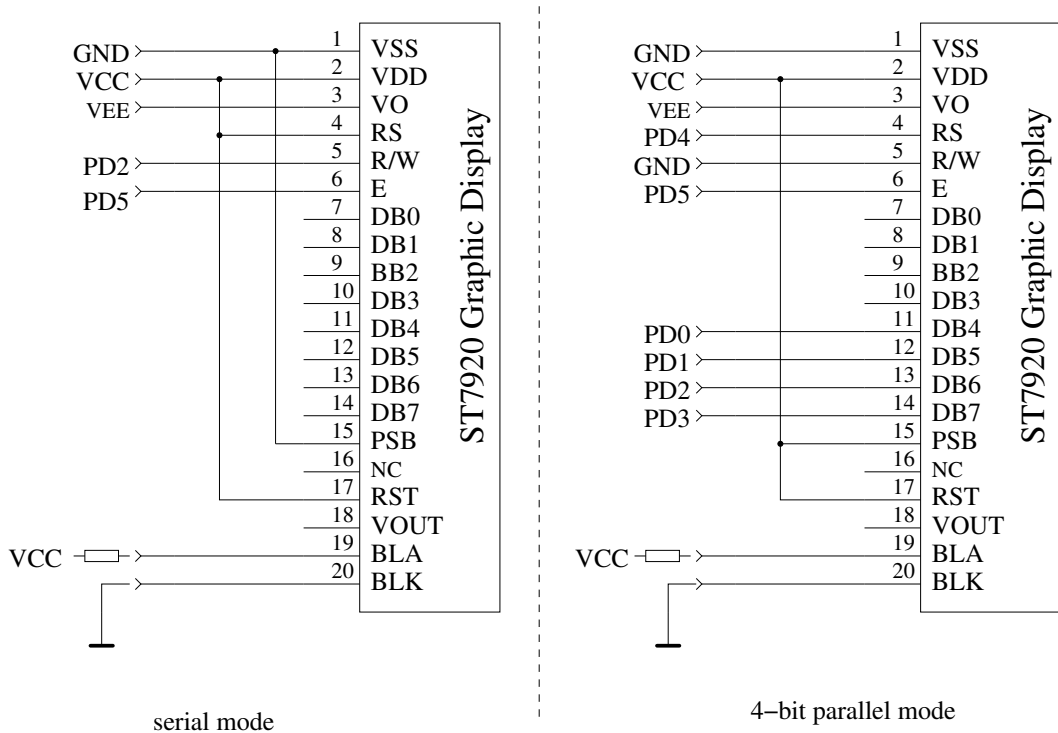 GND 1 VSS
VCC 2 VDD
VEE 3 VO
4 RS
PD2 5 R/W
PD5 6 E
7 DB0
8 DB1
9 BB2
10 DB3
11 DB4
12 DB5
13 DB6
14 DB7
15 PSB
16 NC
17 RST
18 VOUT
VCC 19 BLA
20 BLK
ST7920 Graphic Display
serial mode
GND 1 VSS
VCC 2 VDD
VEE 3 VO
PD4 4 RS
GND 5 R/W
PD5 6 E
7 DB0
8 DB1
9 BB2
10 DB3
PD0 11 DB4
PD1 12 DB5
PD2 13 DB6
PD3 14 DB7
15 PSB
16 NC
17 RST
18 VOUT
VCC 19 BLA
20 BLK
ST7920 Graphic Display
4−bit parallel mode